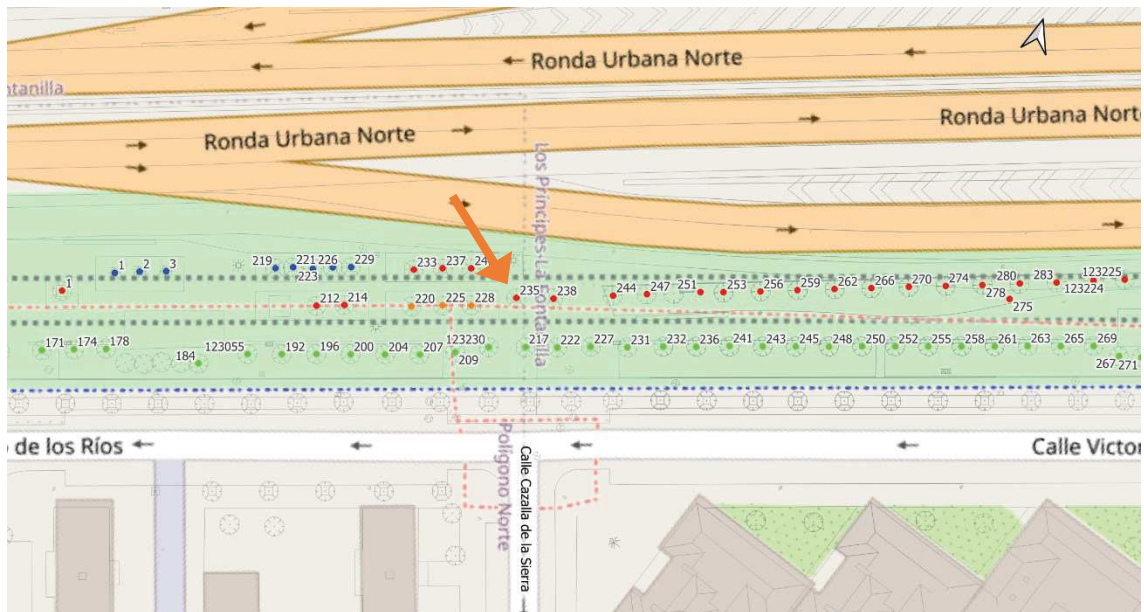 Ronda Urbana Norte
ntanilla
Ronda Urbana Norte
Ronda Urbana Norte
Los Príncipes-La Fontanilla
219 221 226 229 233 237 24
1 2 3 223
1 235 238 244 247 251 253 256 259 262 266 270 274 280 283 123225
278 123224
275
212 214 220 225 228
171 174 178 184 123055 192 196 200 204 207 123230 217 222 227 231 232 236 241 243 245 248 250 252 255 258 261 263 265 269
209 267 271
o de los Ríos
Calle Victor
Polígono Norte
Calle Cazalla de la Sierra